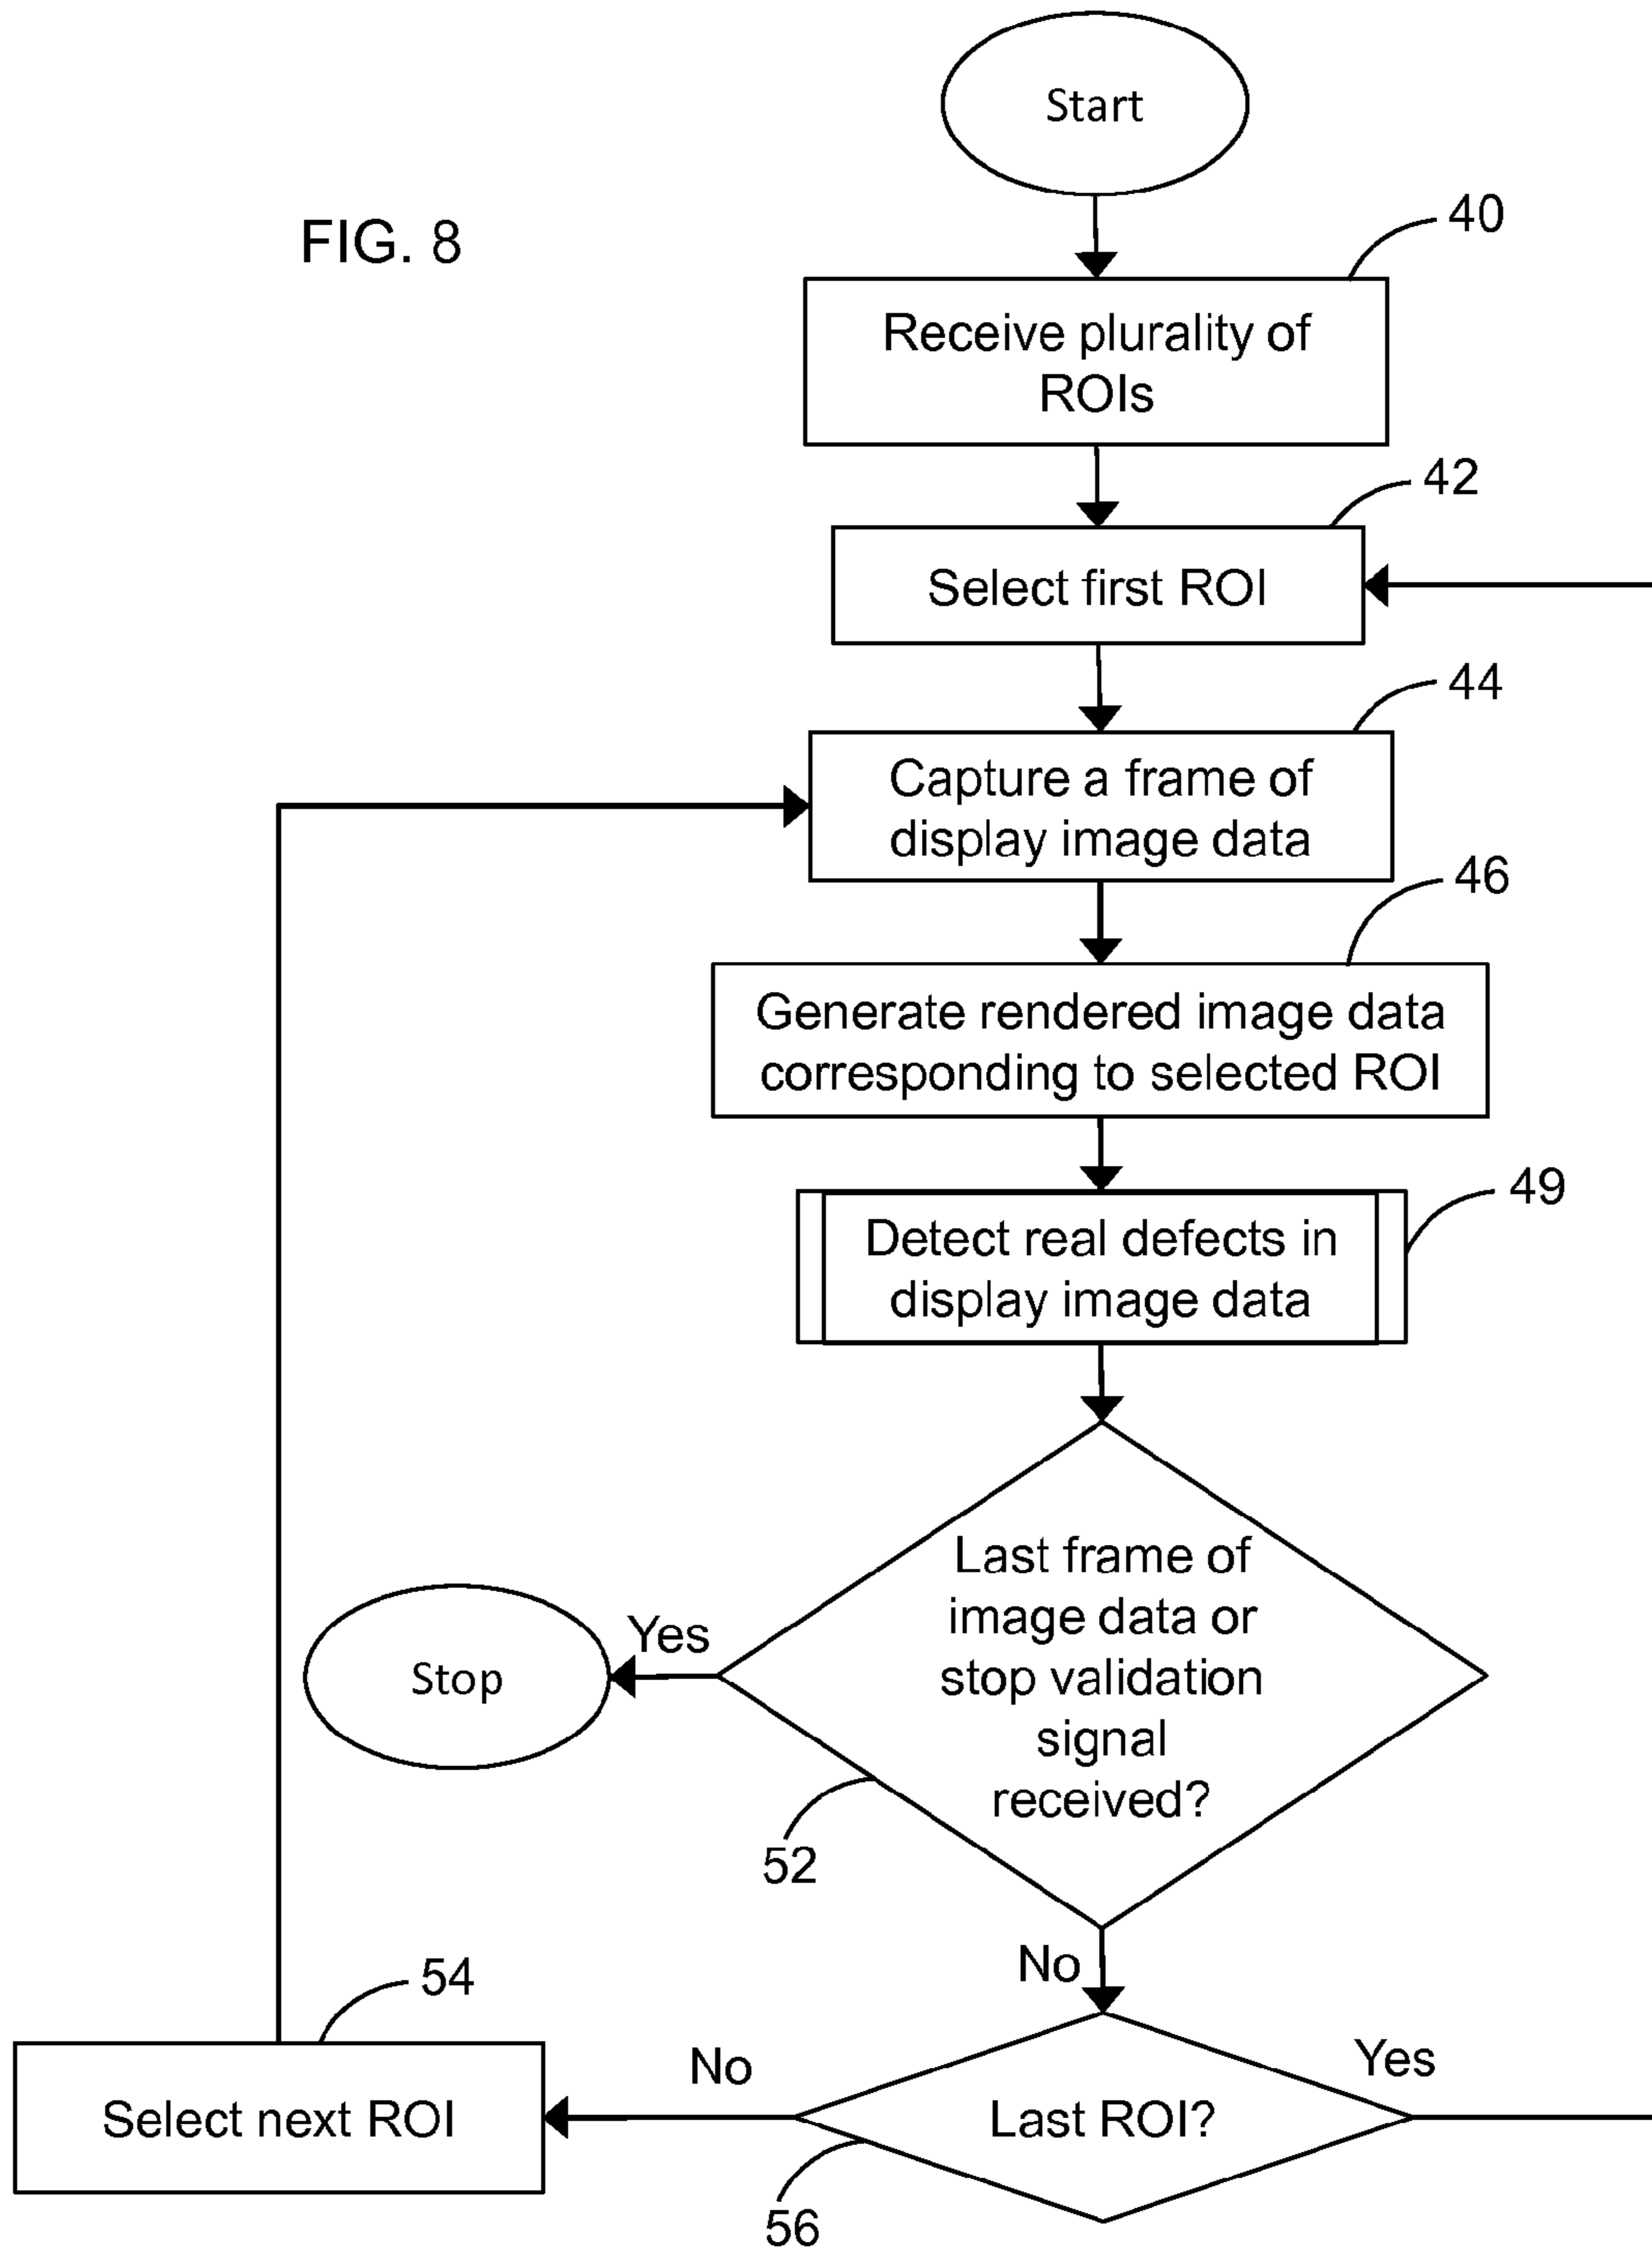 Start
FIG. 8
40
Receive plurality of
ROIs
42
Select first ROI
44
Capture a frame of
display image data
46
Generate rendered image data
corresponding to selected ROI
49
Detect real defects in
display image data
Last frame of
image data or
stop validation
signal
received?
Yes
Stop
52
No
54
Select next ROI
No
Last ROI?
Yes
56